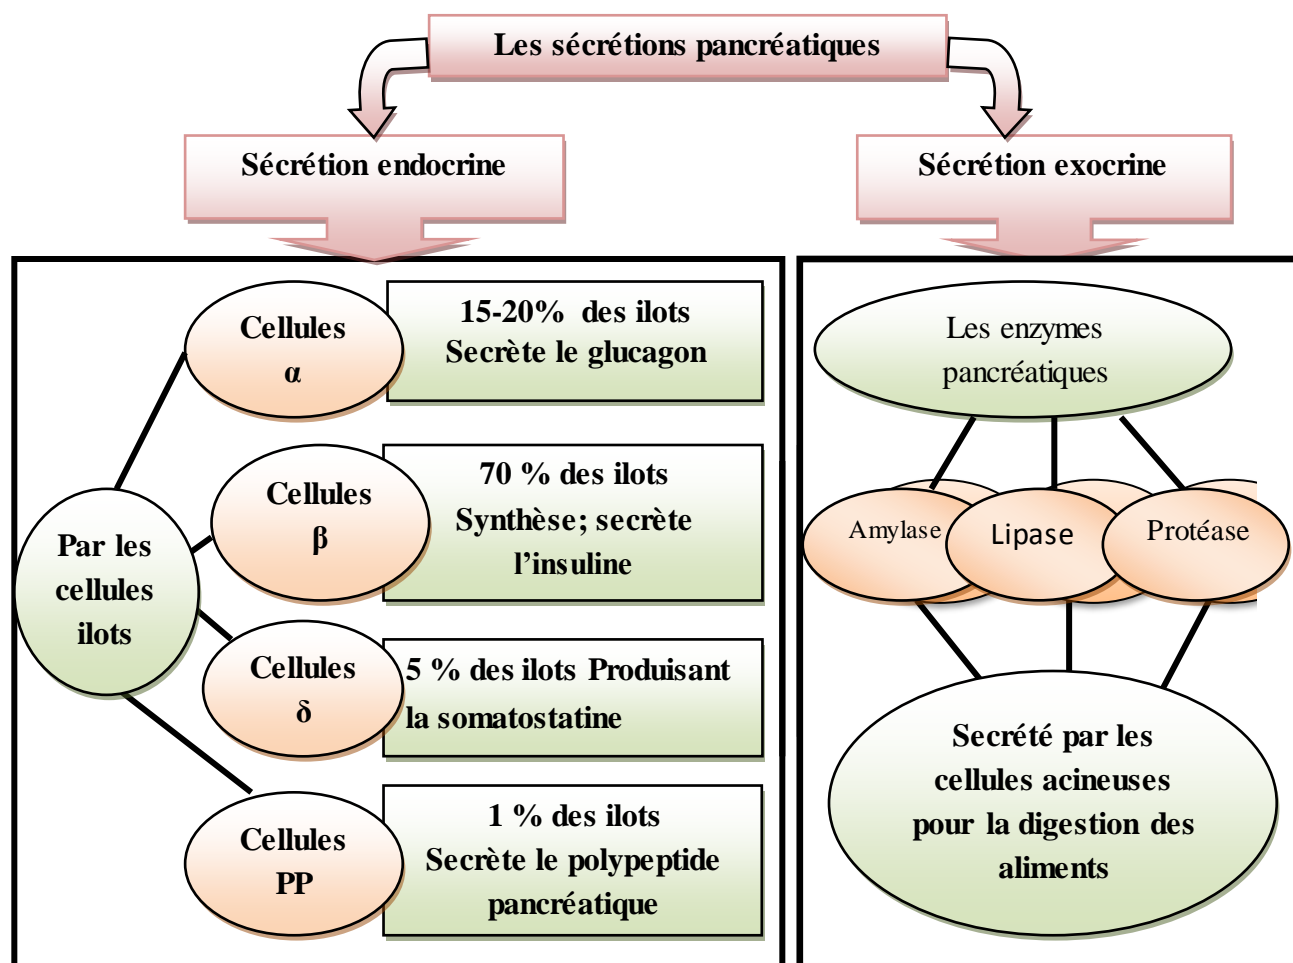 Les sécrétions pancréatiques
Sécrétion endocrine
Sécrétion exocrine
Par les
cellules
ilots
Cellules
α
15-20% des ilots
Secrète le glucagon
Cellules
β
70 % des ilots
Synthèse; secrète
l’insuline
Cellules
δ
5 % des ilots Produisant
la somatostatine
Cellules
PP
1 % des ilots
Secrète le polypeptide
pancréatique
Les enzymes
pancréatiques
Amylase
Lipase
Protéase
Secrété par les
cellules acineuses
pour la digestion des
aliments